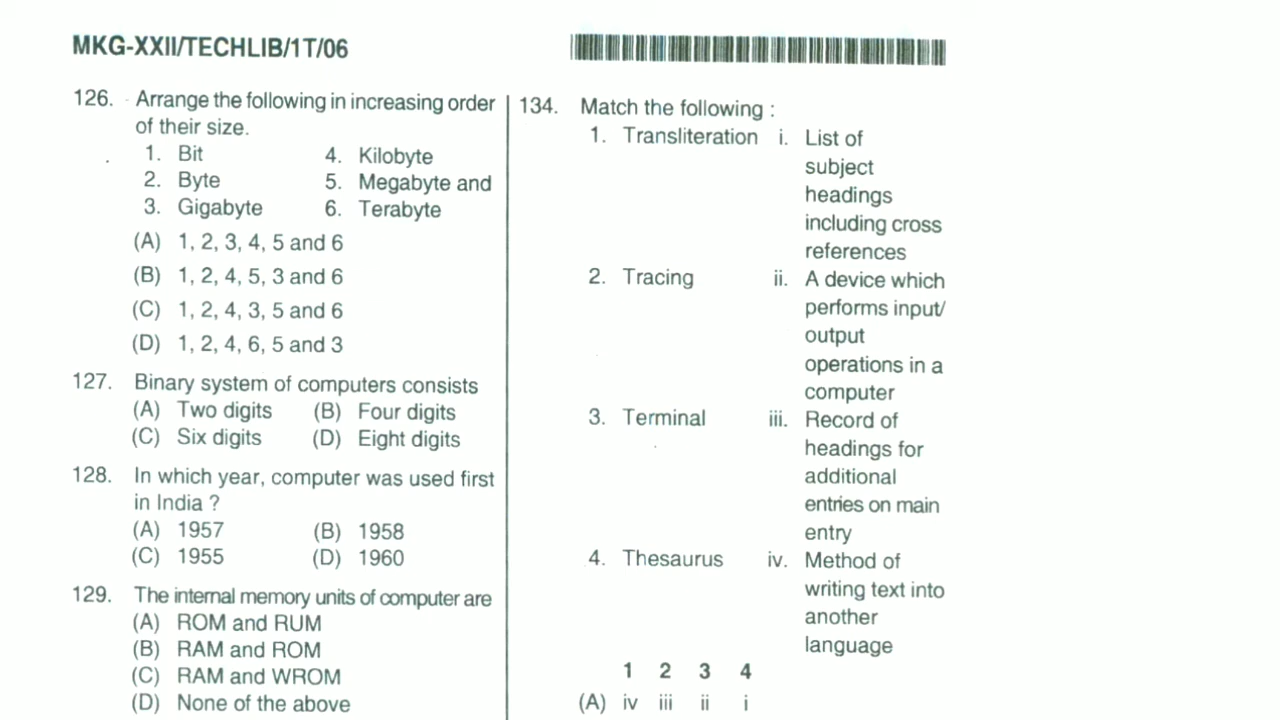 MKG-XXII/TECHLIB/1T/06
126. Arrange the following in increasing order
of their size.
1. Bit 4. Kilobyte
2. Byte 5. Megabyte and
3. Gigabyte 6. Terabyte
(A) 1, 2, 3, 4, 5 and 6
(B) 1, 2, 4, 5, 3 and 6
(C) 1, 2, 4, 3, 5 and 6
(D) 1, 2, 4, 6, 5 and 3
127. Binary system of computers consists
(A) Two digits (B) Four digits
(C) Six digits (D) Eight digits
128. In which year, computer was used first
in India ?
(A) 1957 (B) 1958
(C) 1955 (D) 1960
129. The internal memory units of computer are
(A) ROM and RUM
(B) RAM and ROM
(C) RAM and WROM
(D) None of the above
134. Match the following :
1. Transliteration i. List of
subject
headings
including cross
references
2. Tracing ii. A device which
performs input/
output
operations in a
computer
3. Terminal iii. Record of
headings for
additional
entries on main
entry
4. Thesaurus iv. Method of
writing text into
another
language
1 2 3 4
(A) iv iii ii i